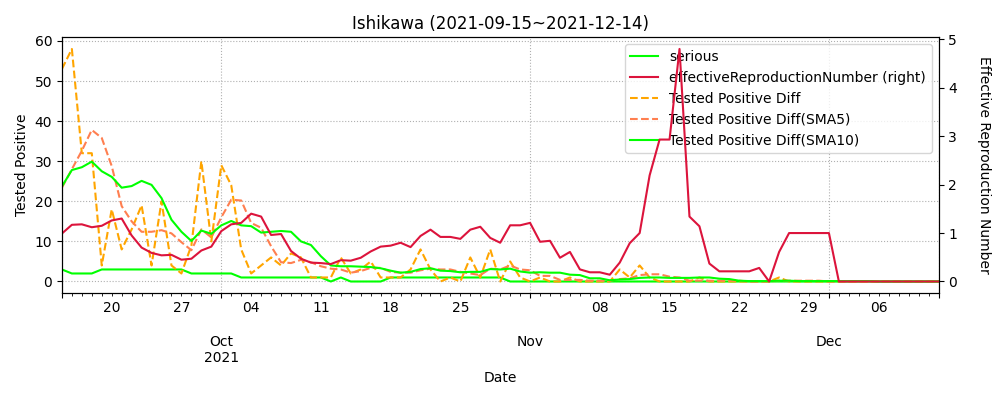 Ishikawa (2021-09-15~2021-12-14)
60
50
40
30
20
10
0
Tested Positive
5
4
3
2
1
0
Effective Reproduction Number
serious
effectiveReproductionNumber (right)
Tested Positive Diff
Tested Positive Diff(SMA5)
Tested Positive Diff(SMA10)
20 27 04 11 18 25 08 15 22 29 06
Oct Nov Dec
2021
Date